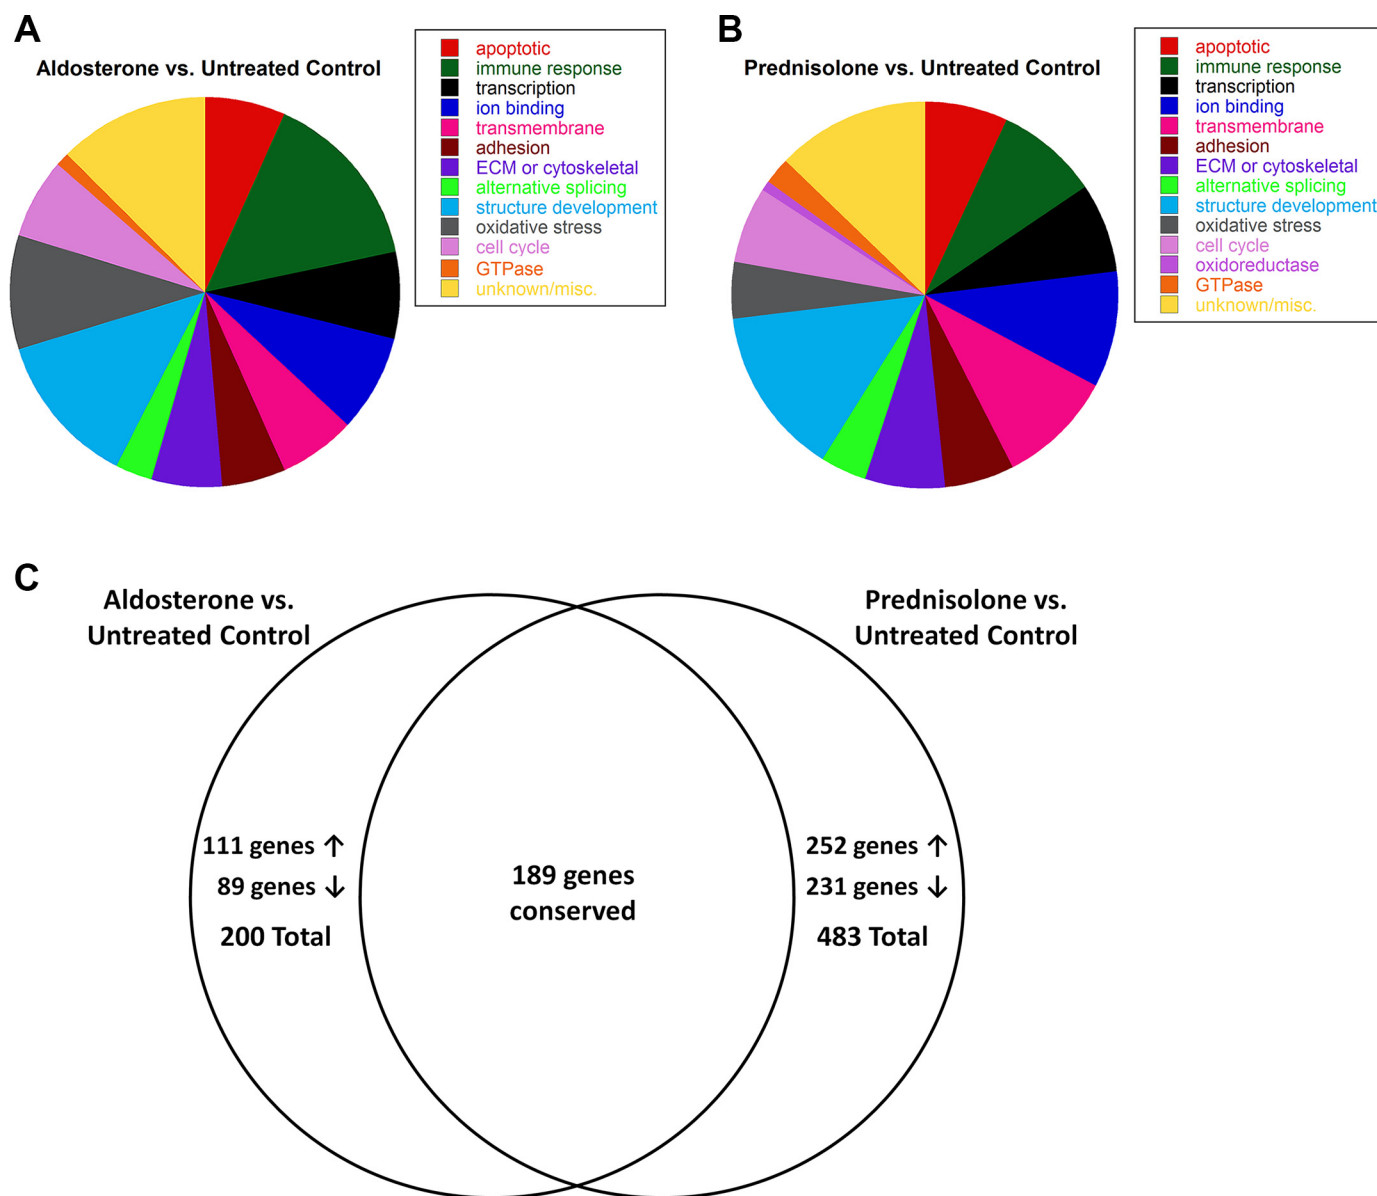 A
Aldosterone vs. Untreated Control
apoptotic
immune response
transcription
ion binding
transmembrane
adhesion
ECM or cytoskeletal
alternative splicing
structure development
oxidative stress
cell cycle
GTPase
unknown/misc.
B
Prednisolone vs. Untreated Control
apoptotic
immune response
transcription
ion binding
transmembrane
adhesion
ECM or cytoskeletal
alternative splicing
structure development
oxidative stress
cell cycle
oxidoreductase
GTPase
unknown/misc.
C
Aldosterone vs.
Untreated Control
Prednisolone vs.
Untreated Control
111 genes ↑
89 genes ↓
200 Total
189 genes
conserved
252 genes ↑
231 genes ↓
483 Total